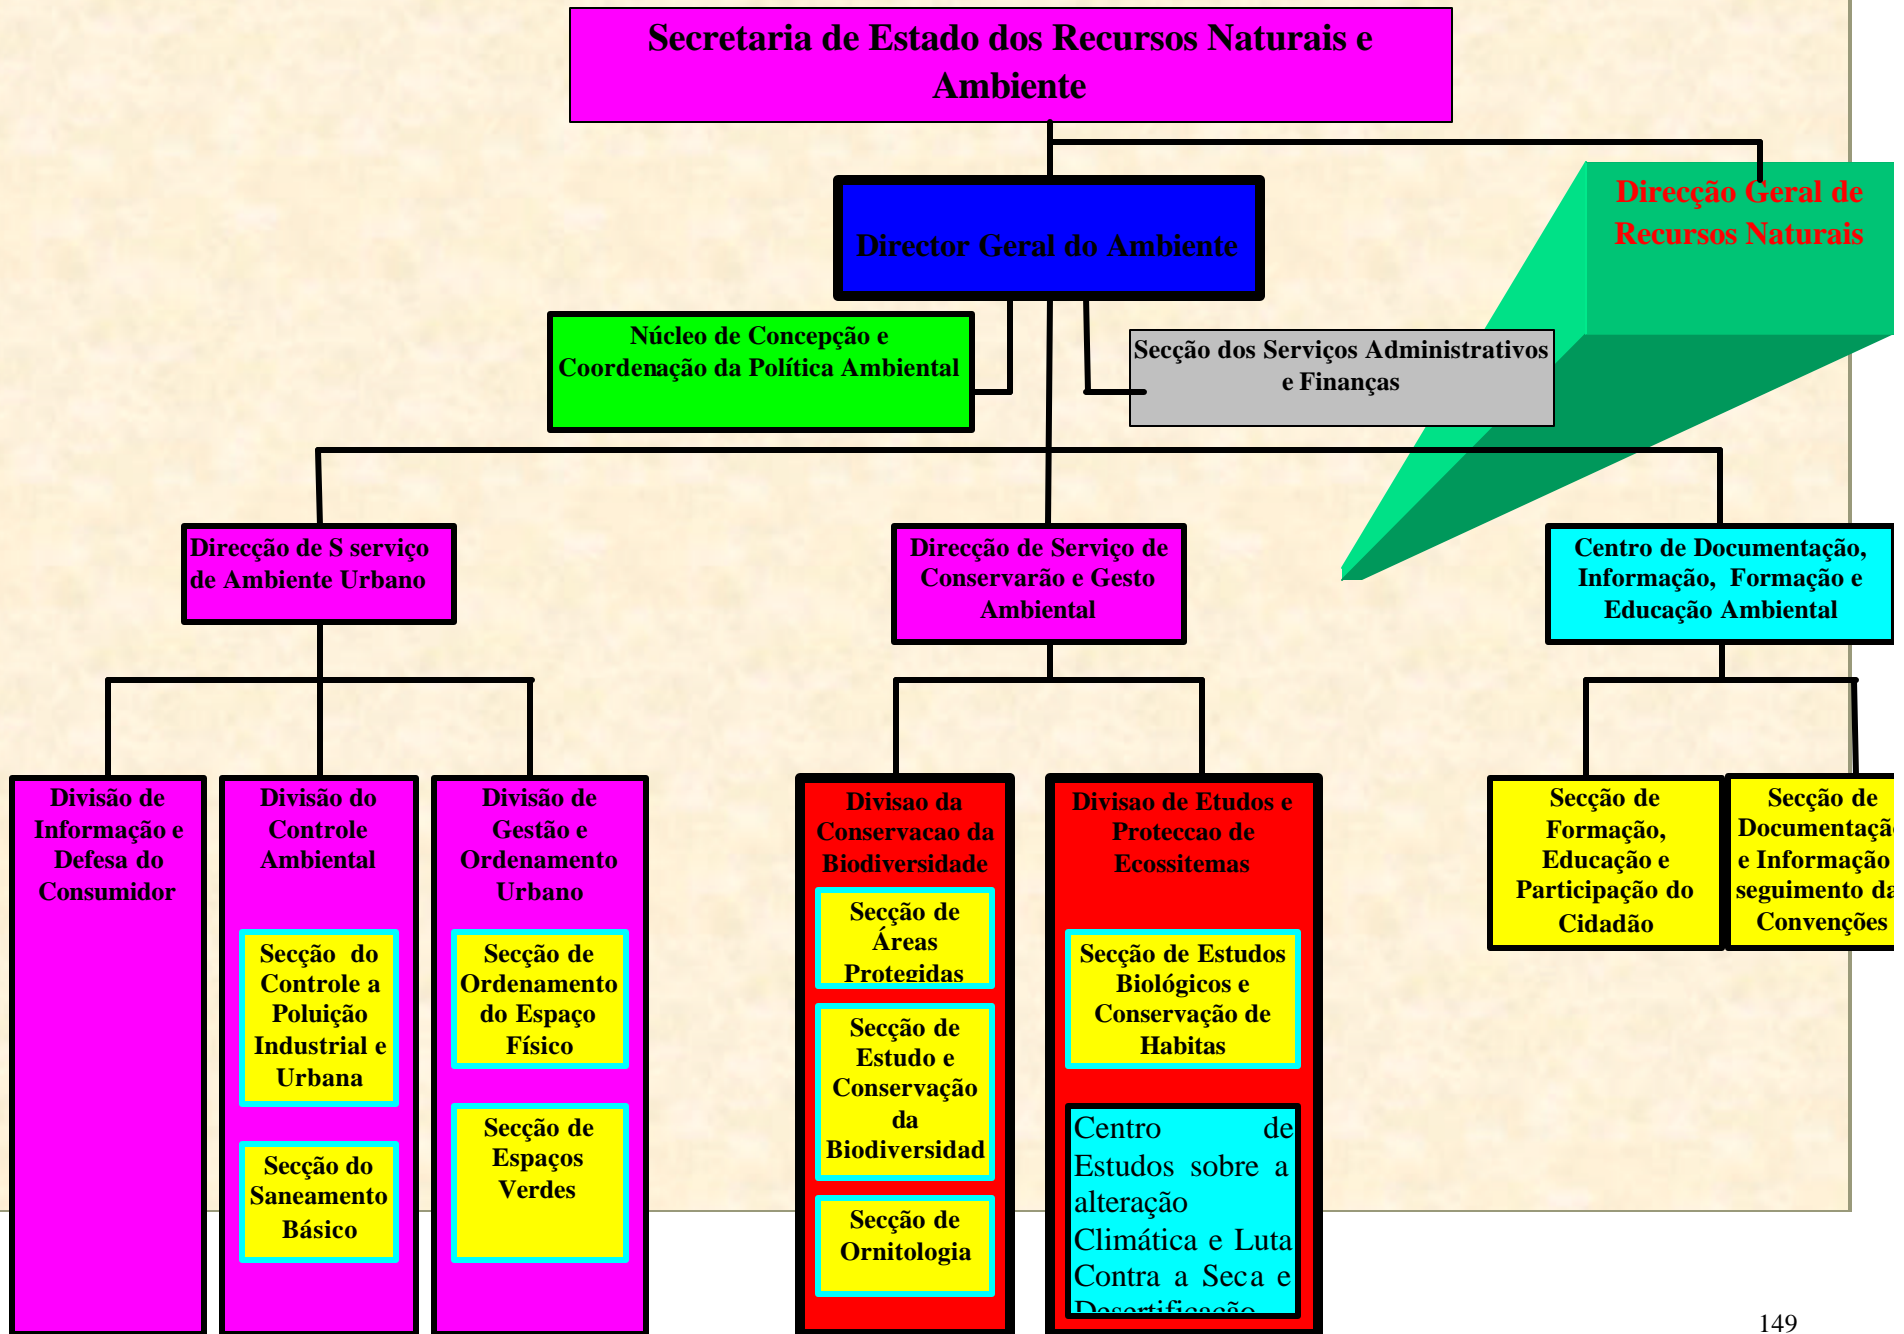 Secretaria de Estado dos Recursos Naturais e
Ambiente
Direcção Geral de
Recursos Naturais
Director Geral do Ambiente
Núcleo de Concepção e
Coordenação da Política Ambiental
Secção dos Serviços Administrativos
e Finanças
Direcção de S serviço
de Ambiente Urbano
Direcção de Serviço de
Conservarão e Gesto
Ambiental
Centro de Documentação,
Informação, Formação e
Educação Ambiental
Divisão de
Informação e
Defesa do
Consumidor
Divisão do
Controle
Ambiental
Secção do
Controle a
Poluição
Industrial e
Urbana
Secção do
Saneamento
Básico
Divisão de
Gestão e
Ordenamento
Urbano
Secção de
Ordenamento
do Espaço
Físico
Secção de
Espaços
Verdes
Divisao da
Conservacao da
Biodiversidade
Secção de
Áreas
Protegidas
Secção de
Estudo e
Conservação
da
Biodiversidad
Secção de
Ornitologia
Divisao de Etudos e
Proteccao de
Ecossitemas
Secção de Estudos
Biológicos e
Conservação de
Habitas
Centro de
Estudos sobre a
alteração
Climática e Luta
Contra a Seca e
Desertificação
Secção de
Formação,
Educação e
Participação do
Cidadão
Secção de
Documentação
e Informação
seguimento da
Convenções
149